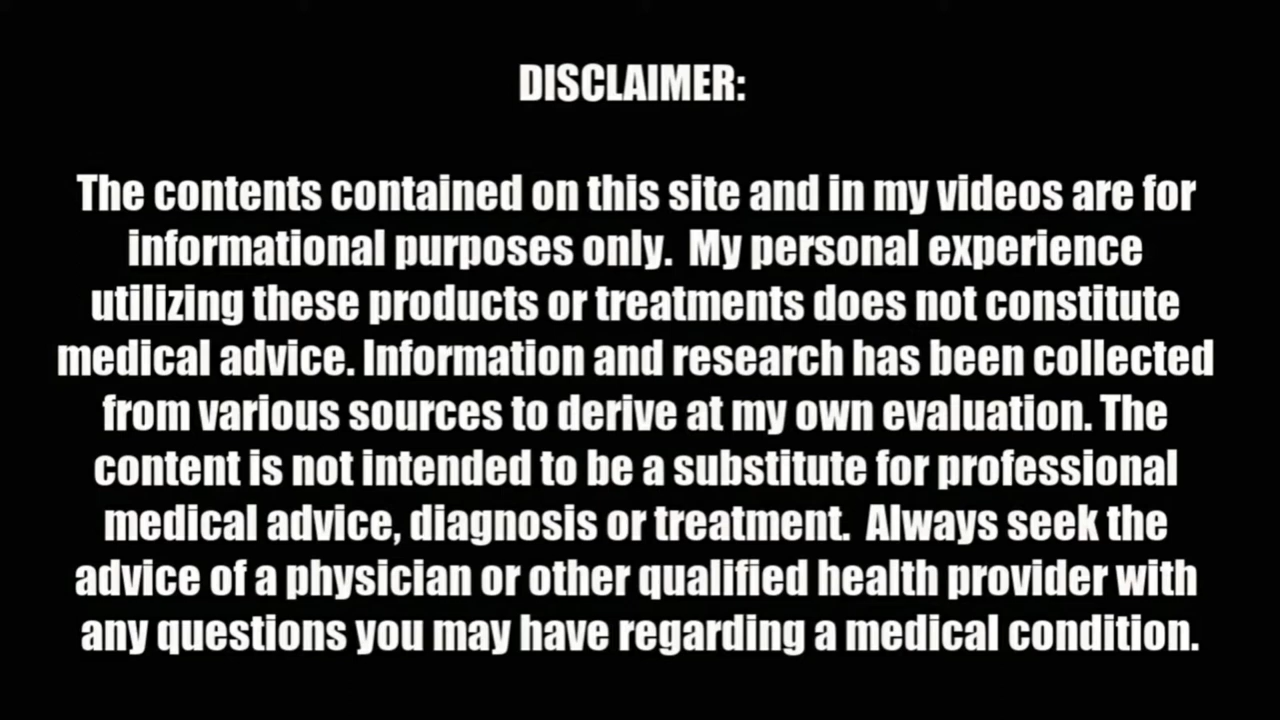 DISCLAIMER:
The contents contained on this site and in my videos are for
informational purposes only.  My personal experience
utilizing these products or treatments does not constitute
medical advice. Information and research has been collected
from various sources to derive at my own evaluation. The
content is not intended to be a substitute for professional
medical advice, diagnosis or treatment.  Always seek the
advice of a physician or other qualified health provider with
any questions you may have regarding a medical condition.